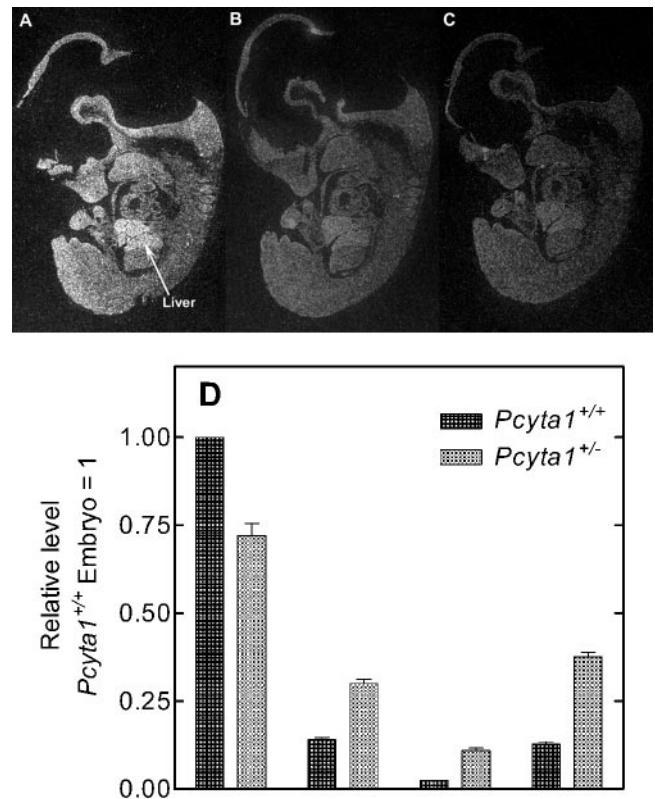 A B C
Liver
D
Pcyta1+/+
Pcyta1+/-
1.00
0.75
0.50
0.25
0.00
Relative level
Pcyta1+/+ Embryo = 1